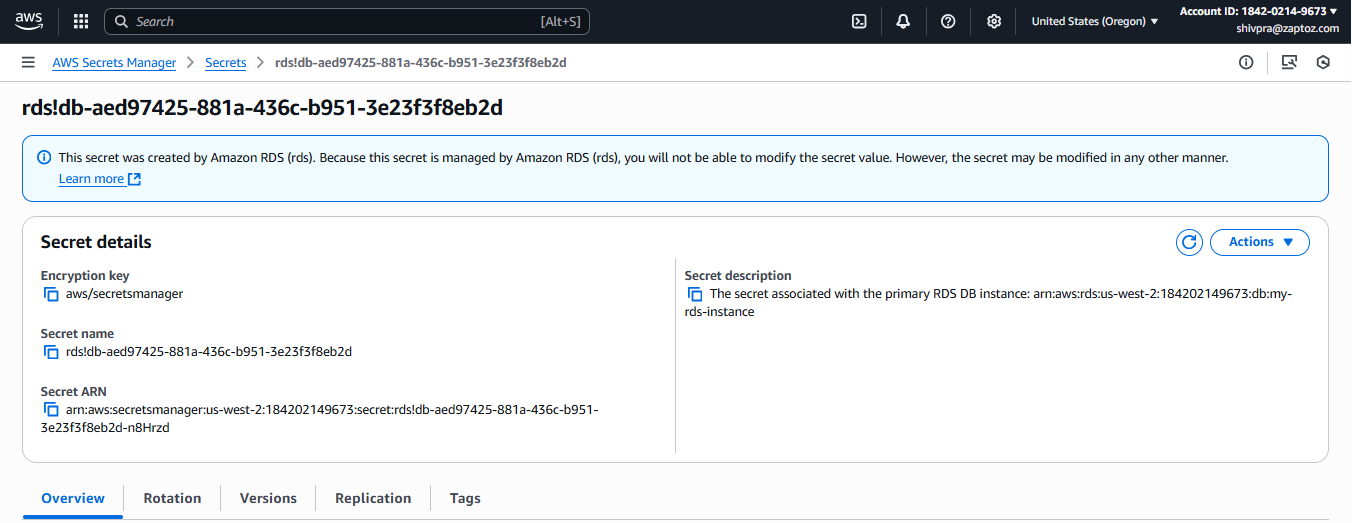 aws
Search [Alt+S]
United States (Oregon)
Account ID: 1842-0214-9673
shivpra@zaptoz.com
AWS Secrets Manager > Secrets > rds!db-aed97425-881a-436c-b951-3e23f3f8eb2d
rds!db-aed97425-881a-436c-b951-3e23f3f8eb2d
This secret was created by Amazon RDS (rds). Because this secret is managed by Amazon RDS (rds), you will not be able to modify the secret value. However, the secret may be modified in any other manner.
Learn more
Secret details
Actions
Encryption key
aws/secretsmanager
Secret name
rds!db-aed97425-881a-436c-b951-3e23f3f8eb2d
Secret ARN
arn:aws:secretsmanager:us-west-2:184202149673:secret:rds!db-aed97425-881a-436c-b951-
3e23f3f8eb2d-n8Hrzd
Secret description
The secret associated with the primary RDS DB instance: arn:aws:rds:us-west-2:184202149673:db:my-
rds-instance
Overview
Rotation
Versions
Replication
Tags